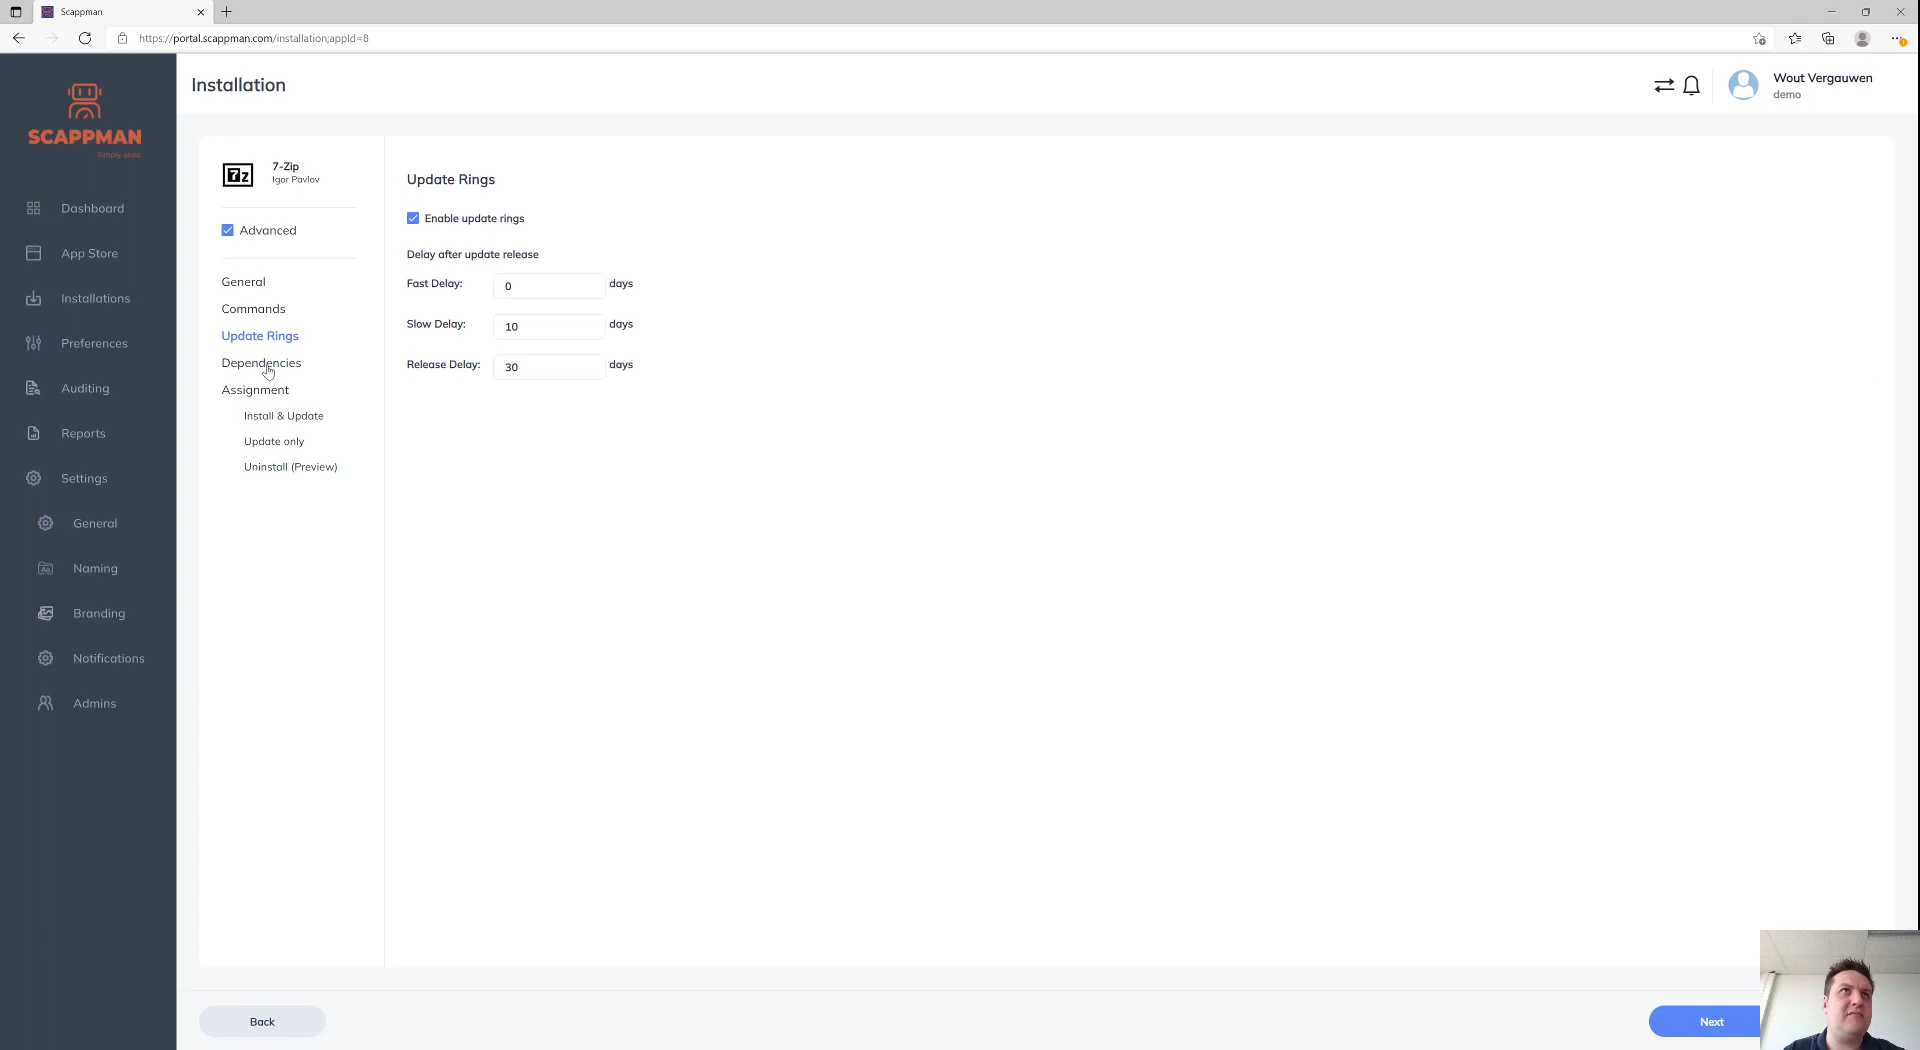 Scappman
https://portal.scappman.com/installation;appId=8
SCAPPMAN
Simply apps.
Installation
Wout Vergauwen
demo
Dashboard
App Store
Installations
Preferences
Auditing
Reports
Settings
General
Naming
Branding
Notifications
Admins
7z
7-Zip
Igor Pavlov
Advanced
General
Commands
Update Rings
Dependencies
Assignment
Install & Update
Update only
Uninstall (Preview)
Update Rings
Enable update rings
Delay after update release
Fast Delay: 0 days
Slow Delay: 10 days
Release Delay: 30 days
Back
Next